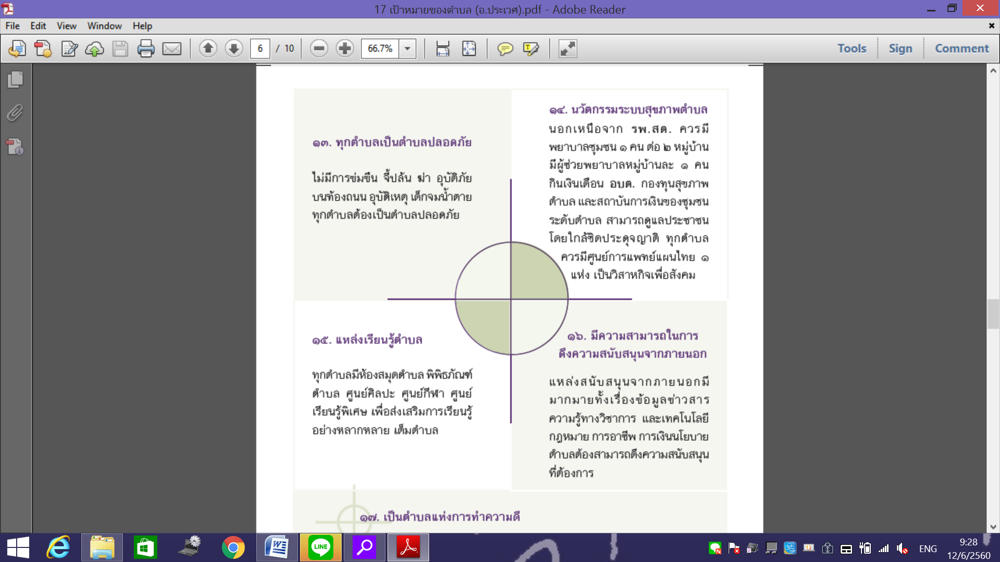 17 เป้าหมายของตำบล (อ.ประเวศ).pdf - Adobe Reader
File Edit View Window Help
6 / 10 66.7% Tools Sign Comment
๑๓. ทุกตำบลเป็นตำบลปลอดภัย
ไม่มีการข่มขืน จี้ปล้น ฆ่า อุบัติภัย
บนท้องถนน อุบัติเหตุ เด็กจมน้ำตาย
ทุกตำบลต้องเป็นตำบลปลอดภัย
๑๔. นวัตกรรมระบบสุขภาพตำบล
นอกเหนือจาก รพ.สต. ควรมี
พยาบาลชุมชน ๑ คน ต่อ ๒ หมู่บ้าน
มีผู้ช่วยพยาบาลหมู่บ้านละ ๑ คน
กินเงินเดือน อบต. กองทุนสุขภาพ
ตำบล และสถาบันการเงินของชุมชน
ระดับตำบล สามารถดูแลประชาชน
โดยใกล้ชิดประดุจญาติ ทุกตำบล
ควรมีศูนย์การแพทย์แผนไทย ๑
แห่ง เป็นวิสาหกิจเพื่อสังคม
๑๕. แหล่งเรียนรู้ตำบล
ทุกตำบลมีห้องสมุดตำบล พิพิธภัณฑ์
ตำบล ศูนย์ศิลปะ ศูนย์กีฬา ศูนย์
เรียนรู้พิเศษ เพื่อส่งเสริมการเรียนรู้
อย่างหลากหลาย เต็มตำบล
๑๖. มีความสามารถในการ
ดึงความสนับสนุนจากภายนอก
แหล่งสนับสนุนจากภายนอกมี
มากมายทั้งเรื่องข้อมูลข่าวสาร
ความรู้ทางวิชาการ และเทคโนโลยี
กฎหมาย การอาชีพ การเงินนโยบาย
ตำบลต้องสามารถดึงความสนับสนุน
ที่ต้องการ
๑๗. เป็นตำบลแห่งการทำความดี
LINE
ENG
9:28
12/6/2560